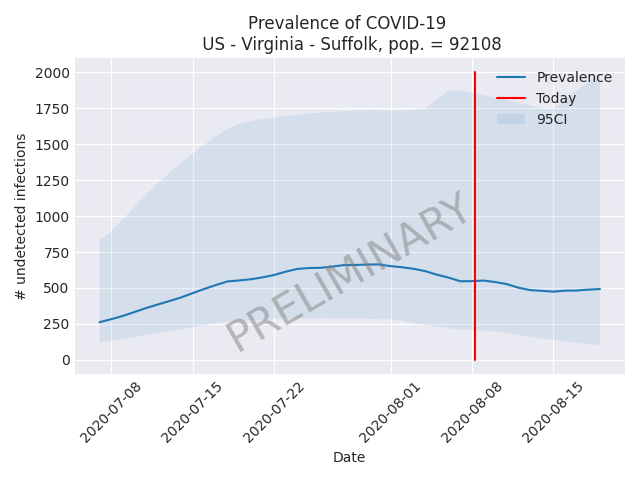 Prevalence of COVID-19
US - Virginia - Suffolk, pop. = 92108
2000
1750
1500
1250
1000
750
500
250
0
# undetected infections
Prevalence
Today
95CI
PRELIMINARY
2020-07-08
2020-07-15
2020-07-22
2020-08-01
2020-08-08
2020-08-15
Date